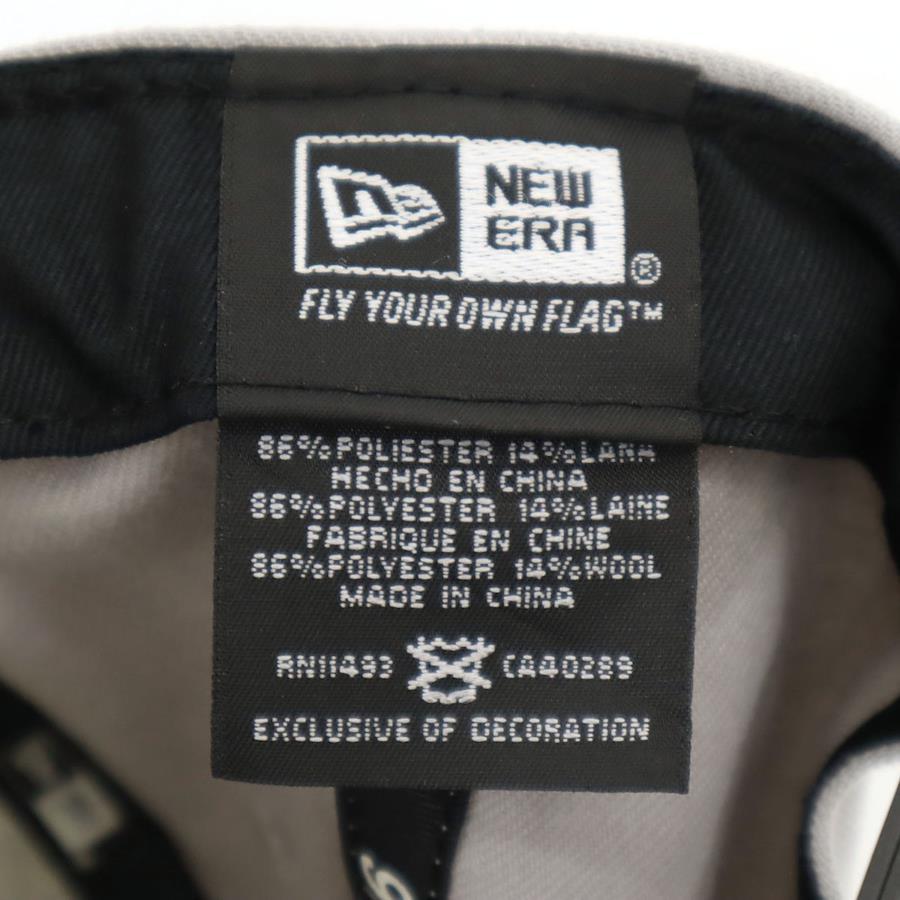 NEW
ERA
®
FLY YOUR OWN FLAG™
86%POLIESTER 14%LANA
HECHO EN CHINA
86%POLYESTER 14%LAINE
FABRIQUE EN CHINE
86%POLYESTER 14%WOOL
MADE IN CHINA
RN11493 CA40289
EXCLUSIVE OF DECORATION